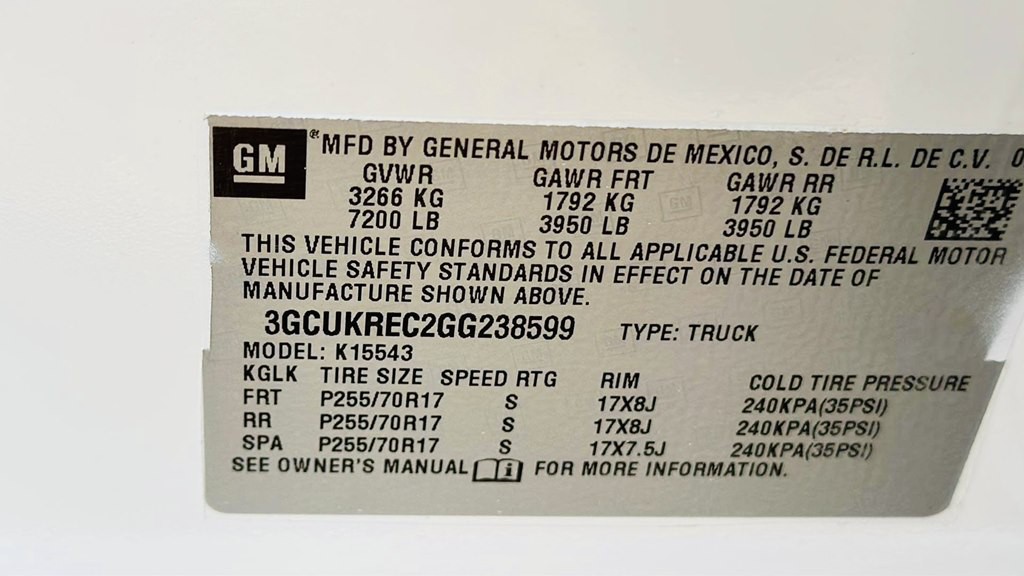 GM ® MFD BY GENERAL MOTORS DE MEXICO, S. DE R.L. DE C.V. 0
GVWR GAWR FRT GAWR RR
3266 KG 1792 KG 1792 KG
7200 LB 3950 LB 3950 LB
THIS VEHICLE CONFORMS TO ALL APPLICABLE U.S. FEDERAL MOTOR
VEHICLE SAFETY STANDARDS IN EFFECT ON THE DATE OF
MANUFACTURE SHOWN ABOVE.
3GCUKREC2GG238599 TYPE: TRUCK
MODEL: K15543
KGLK TIRE SIZE SPEED RTG RIM COLD TIRE PRESSURE
FRT P255/70R17 S 17X8J 240KPA(35PSI)
RR P255/70R17 S 17X8J 240KPA(35PSI)
SPA P255/70R17 S 17X7.5J 240KPA(35PSI)
SEE OWNER'S MANUAL i FOR MORE INFORMATION.